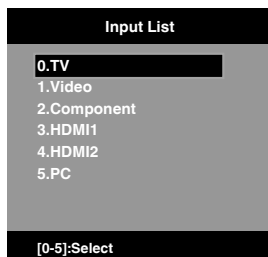 Input List
0.TV
1.Video
2.Component
3.HDMI1
4.HDMI2
5.PC
[0-5]:Select